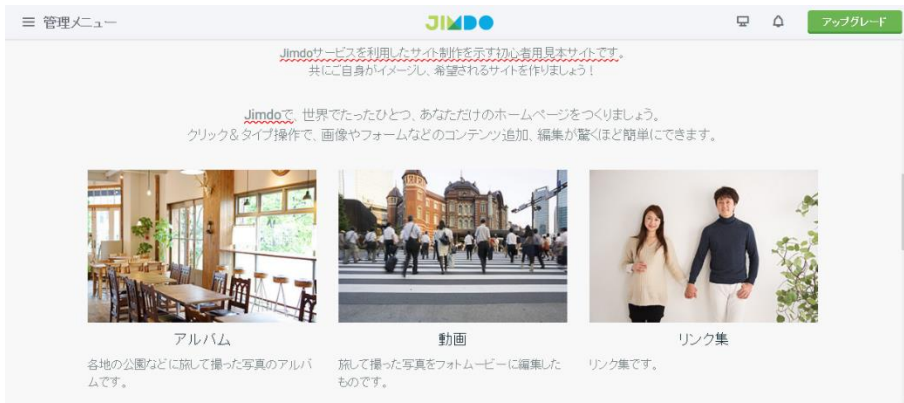 管理メニュー
JIMDO
アップグレード
Jimdoサービスを利用したサイト制作を示す初心者用見本サイトです。
共にご自身がイメージし、希望されるサイトを作りましょう!
Jimdoで、世界でたったひとつ、あなただけのホームページをつくりましょう。
クリック&タイプ操作で、画像やフォームなどのコンテンツ追加、編集が驚くほど簡単にできます。
アルバム
各地の公園などに旅して撮った写真のアルバ
ムです。
動画
旅して撮った写真をフォトムービーに編集した
ものです。
リンク集
リンク集です。